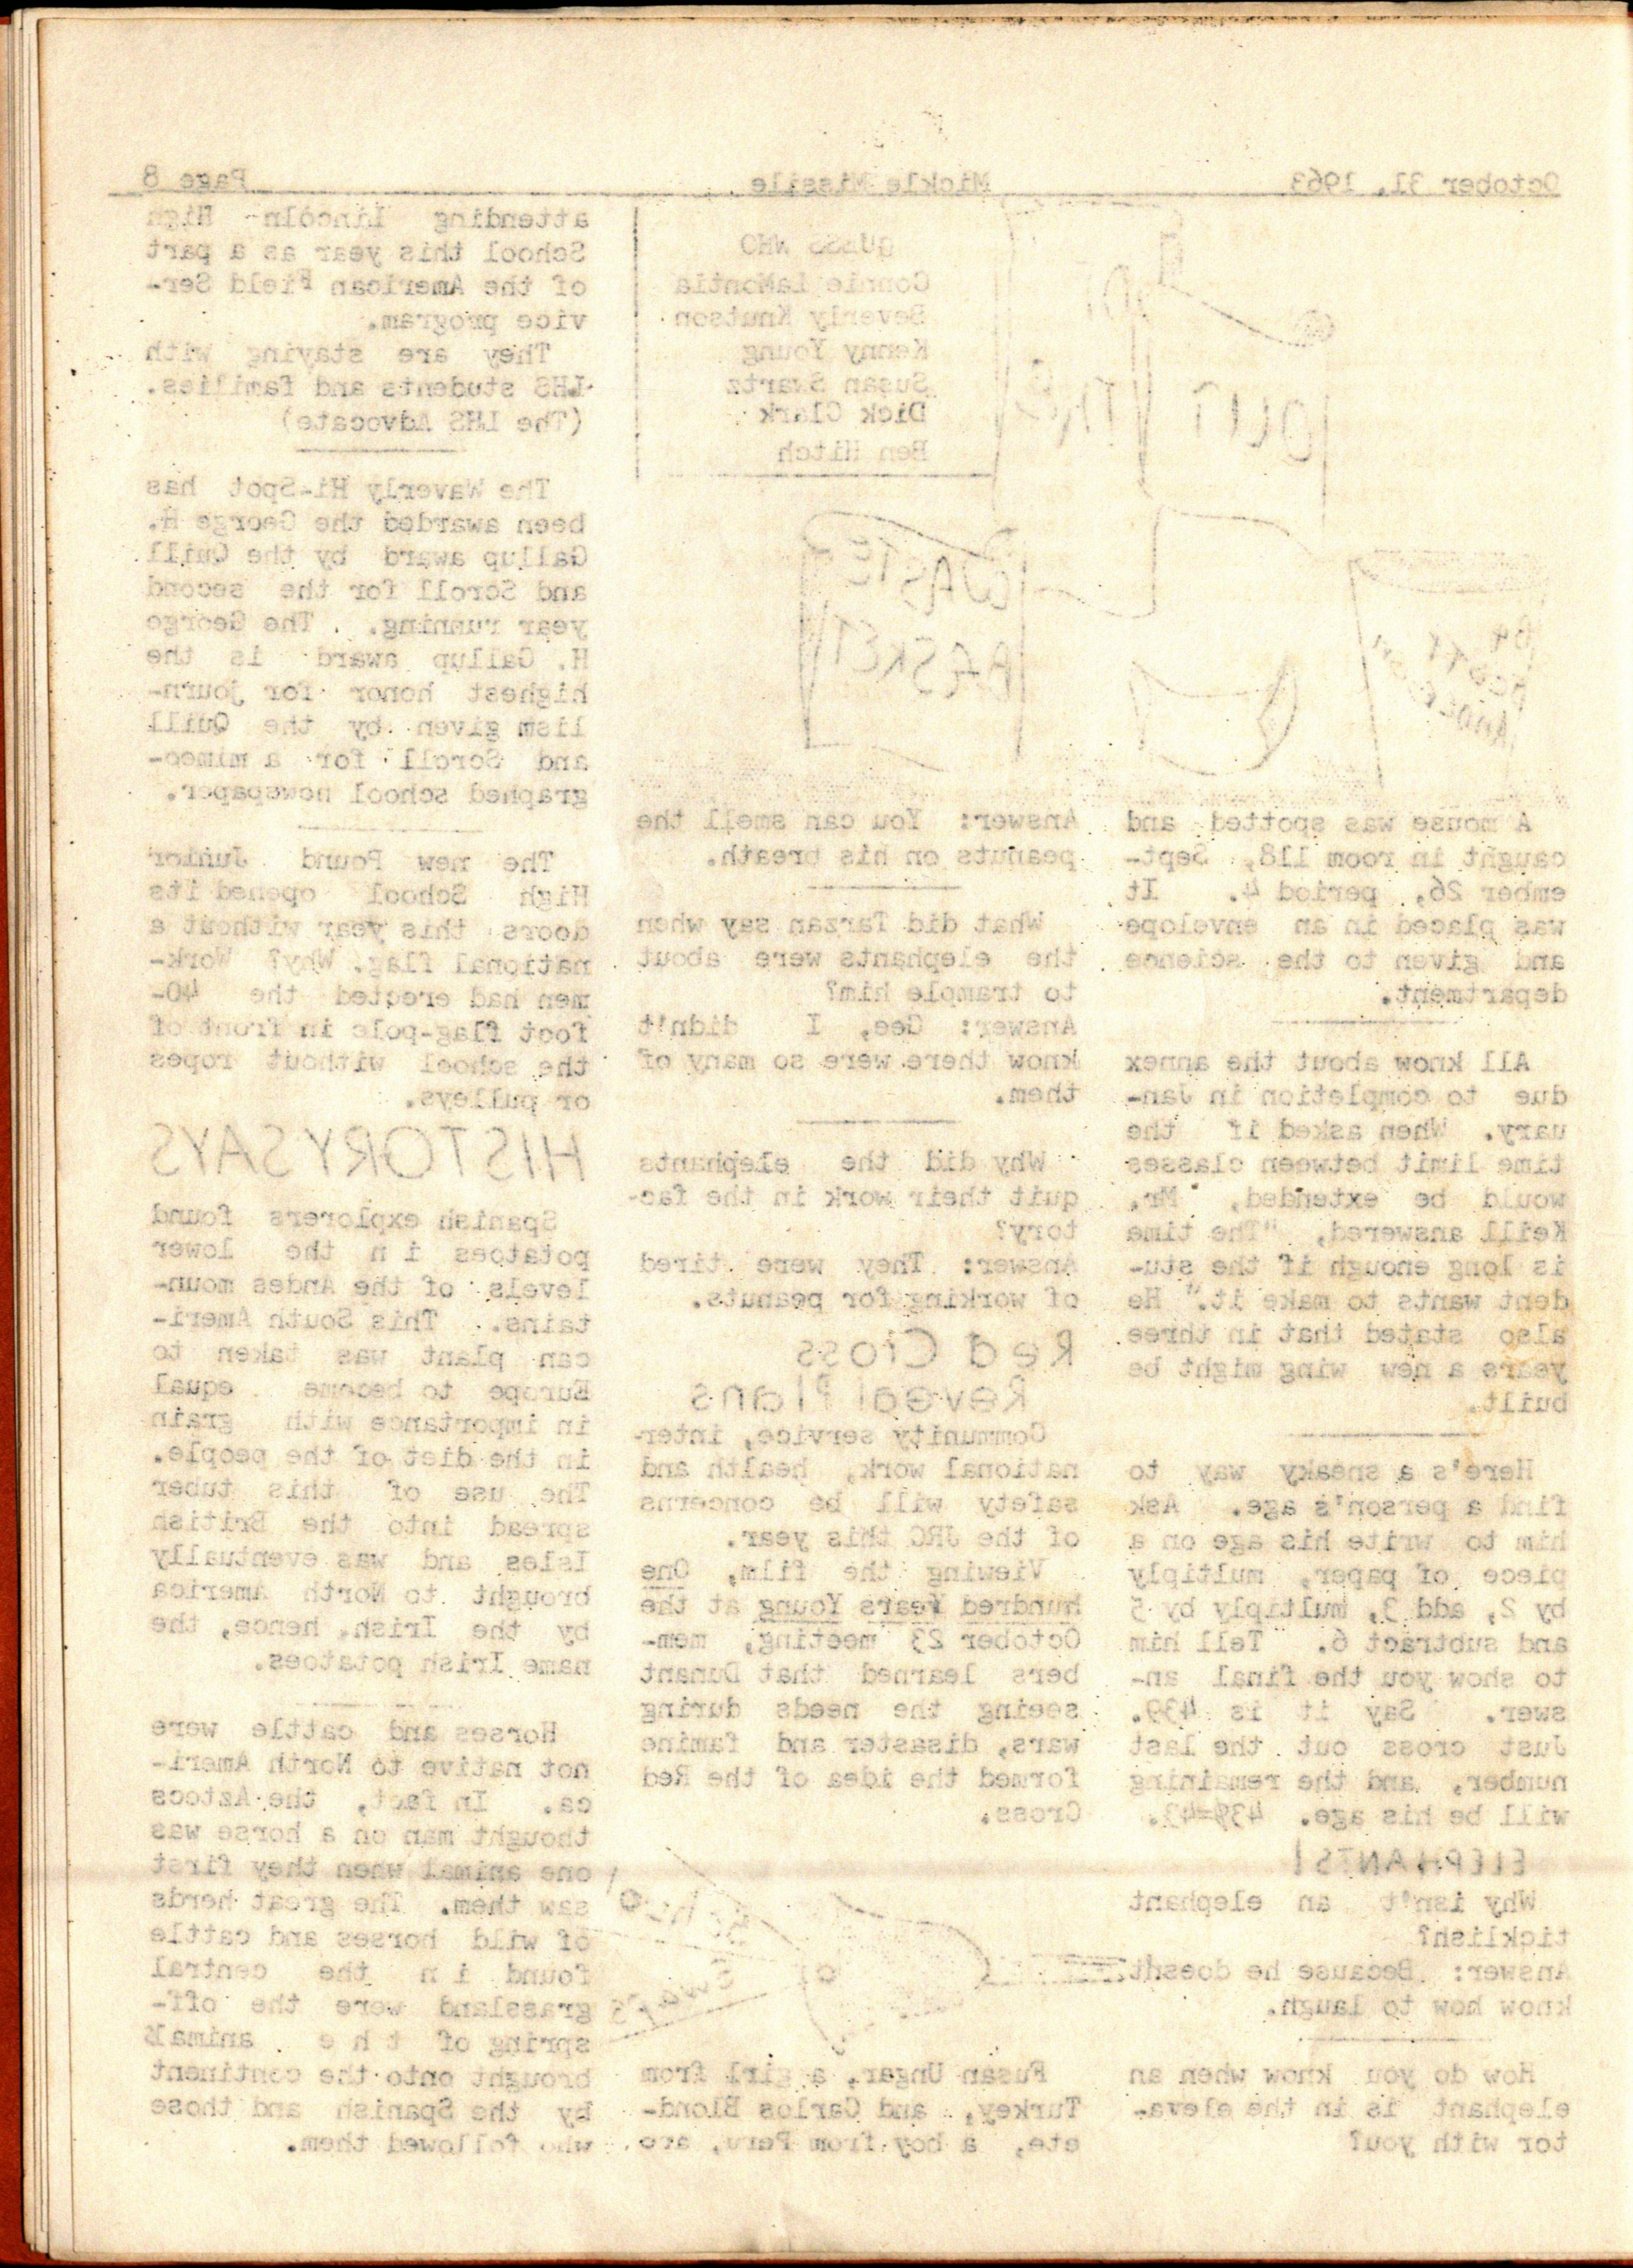 October 31, 1963 Mickle Missile Page 8
A mouse was spotted and
caught in room 118, Sept-
ember 26, period 4. It
was placed in an envelope
and given to the science
department.
All know about the annex
due to completion in Jan-
uary. When asked if the
time limit between classes
would be extended, Mr.
Keill answered, "The time
is long enough if the stu-
dent wants to make it." He
also stated that in three
years a new wing might be
built.
Here's a sneaky way to
find a person's age. Ask
him to write his age on a
piece of paper, multiply
by 2, add 3, multiply by 5
and subtract 6. Tell him
to show you the final an-
swer. Say it is 439.
Just cross out the last
number, and the remaining
will be his age. 439=43.
ELEPHANTS!
Why isn't an elephant
ticklish?
Answer: Because he doesn't
know how to laugh.
How do you know when an
elephant is in the eleva-
tor with you?
GUESS WHO
Connie LaMontia
Beverly Knutson
Kenny Young
Susan Swartz
Dick Clark
Ben Hitch
WASTE
BASKET
Answer: You can smell the
peanuts on his breath.
What did Tarzan say when
the elephants were about
to trample him?
Answer: Gee, I didn't
know there were so many of
them.
Why did the elephants
quit their work in the fac-
tory?
Answer: They were tired
of working for peanuts.
Red Cross
Reveal Plans
Community service, inter-
national work, health and
safety will be concerns
of the JRC this year.
Viewing the film, One
hundred Years Young at the
October 23 meeting, mem-
bers learned that Dunant
seeing the needs during
wars, disaster and famine
formed the idea of the Red
Cross.
Fusan Ungar, a girl from
Turkey, and Carlos Blond-
ete, a boy from Peru, are
attending Lincoln High
School this year as a part
of the American Field Ser-
vice program.
They are staying with
LHS students and families.
(The LHS Advocate)
The Waverly Hi-Spot has
been awarded the George H.
Gallup award by the Quill
and Scroll for the second
year running. The George
H. Gallup award is the
highest honor for journ-
lism given by the Quill
and Scroll for a mimeo-
graphed school newspaper.
The new Pound Junior
High School opened its
doors this year without a
national flag. Why? Work-
men had erected the 40-
foot flag-pole in front of
the school without ropes
or pulleys.
HISTORY SAYS
Spanish explorers found
potatoes i n the lower
levels of the Andes moun-
tains. This South Ameri-
can plant was taken to
Europe to become equal
in importance with grain
in the diet of the people.
The use of this tuber
spread into the British
Isles and was eventually
brought to North America
by the Irish, hence, the
name Irish potatoes.
Horses and cattle were
not native to North Ameri-
ca. In fact, the Aztecs
thought man on a horse was
one animal when they first
saw them. The great herds
of wild horses and cattle
found i n the central
grassland were the off-
spring of t h e animals
brought onto the continent
by the Spanish and those
who followed them.